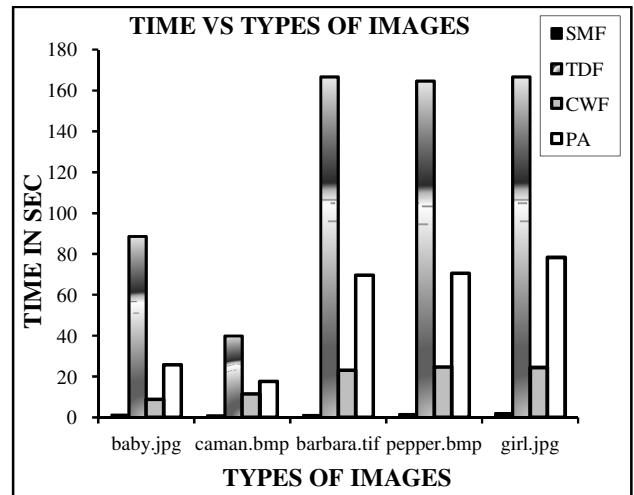 TIME VS TYPES OF IMAGES
SMF
TDF
CWF
PA
180
160
140
120
100
80
60
40
20
0
TIME IN SEC
baby.jpg caman.bmp barbara.tif pepper.bmp girl.jpg
TYPES OF IMAGES